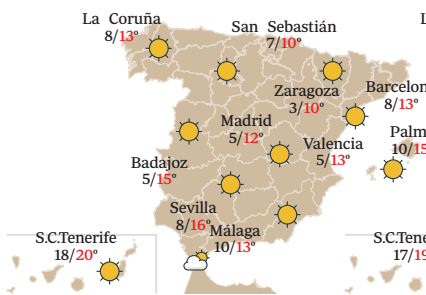 La Coruña
8/13°
San Sebastián
7/10°
Zaragoza
3/10°
Barcelon
8/13°
Madrid
5/12°
Valencia
5/13°
Palm
10/15
Badajoz
5/15°
Sevilla
8/16°
Málaga
10/13°
S.C.Tenerife
18/20°
S.C.Tene
17/19